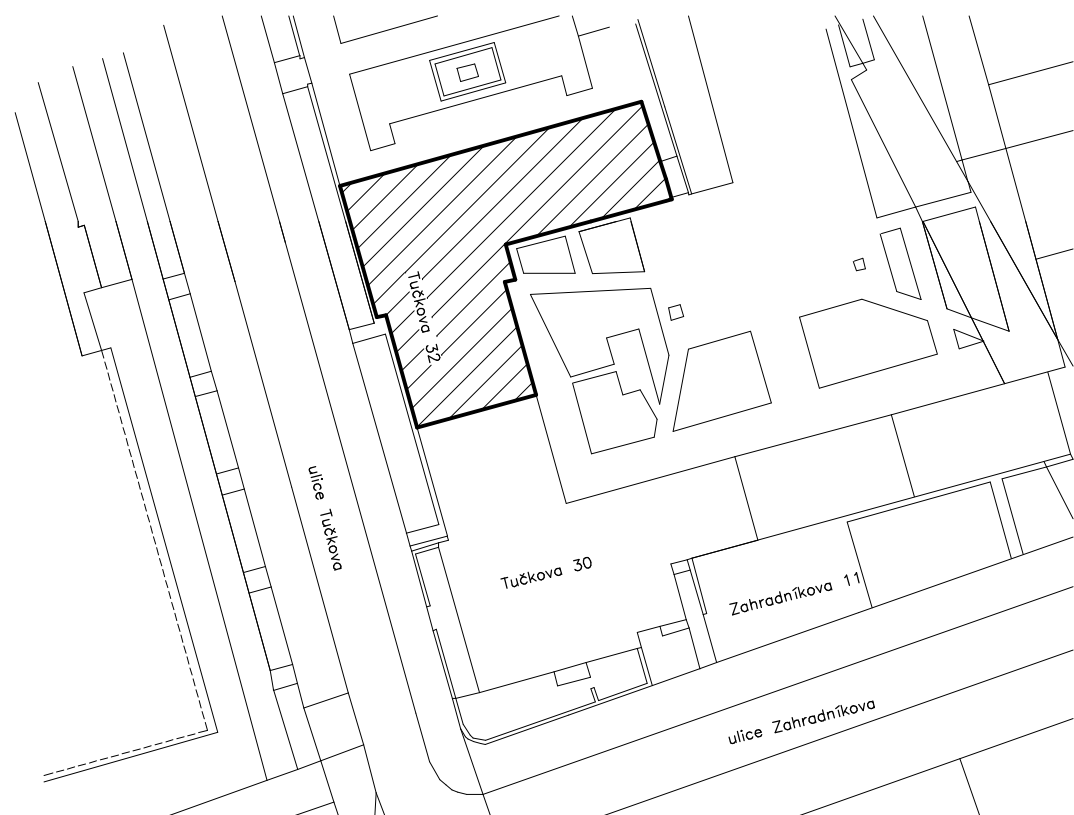 Tučkova 32
ulice Tučkova
Tučkova 30
Zahradníkova 11
ulice Zahradníkova